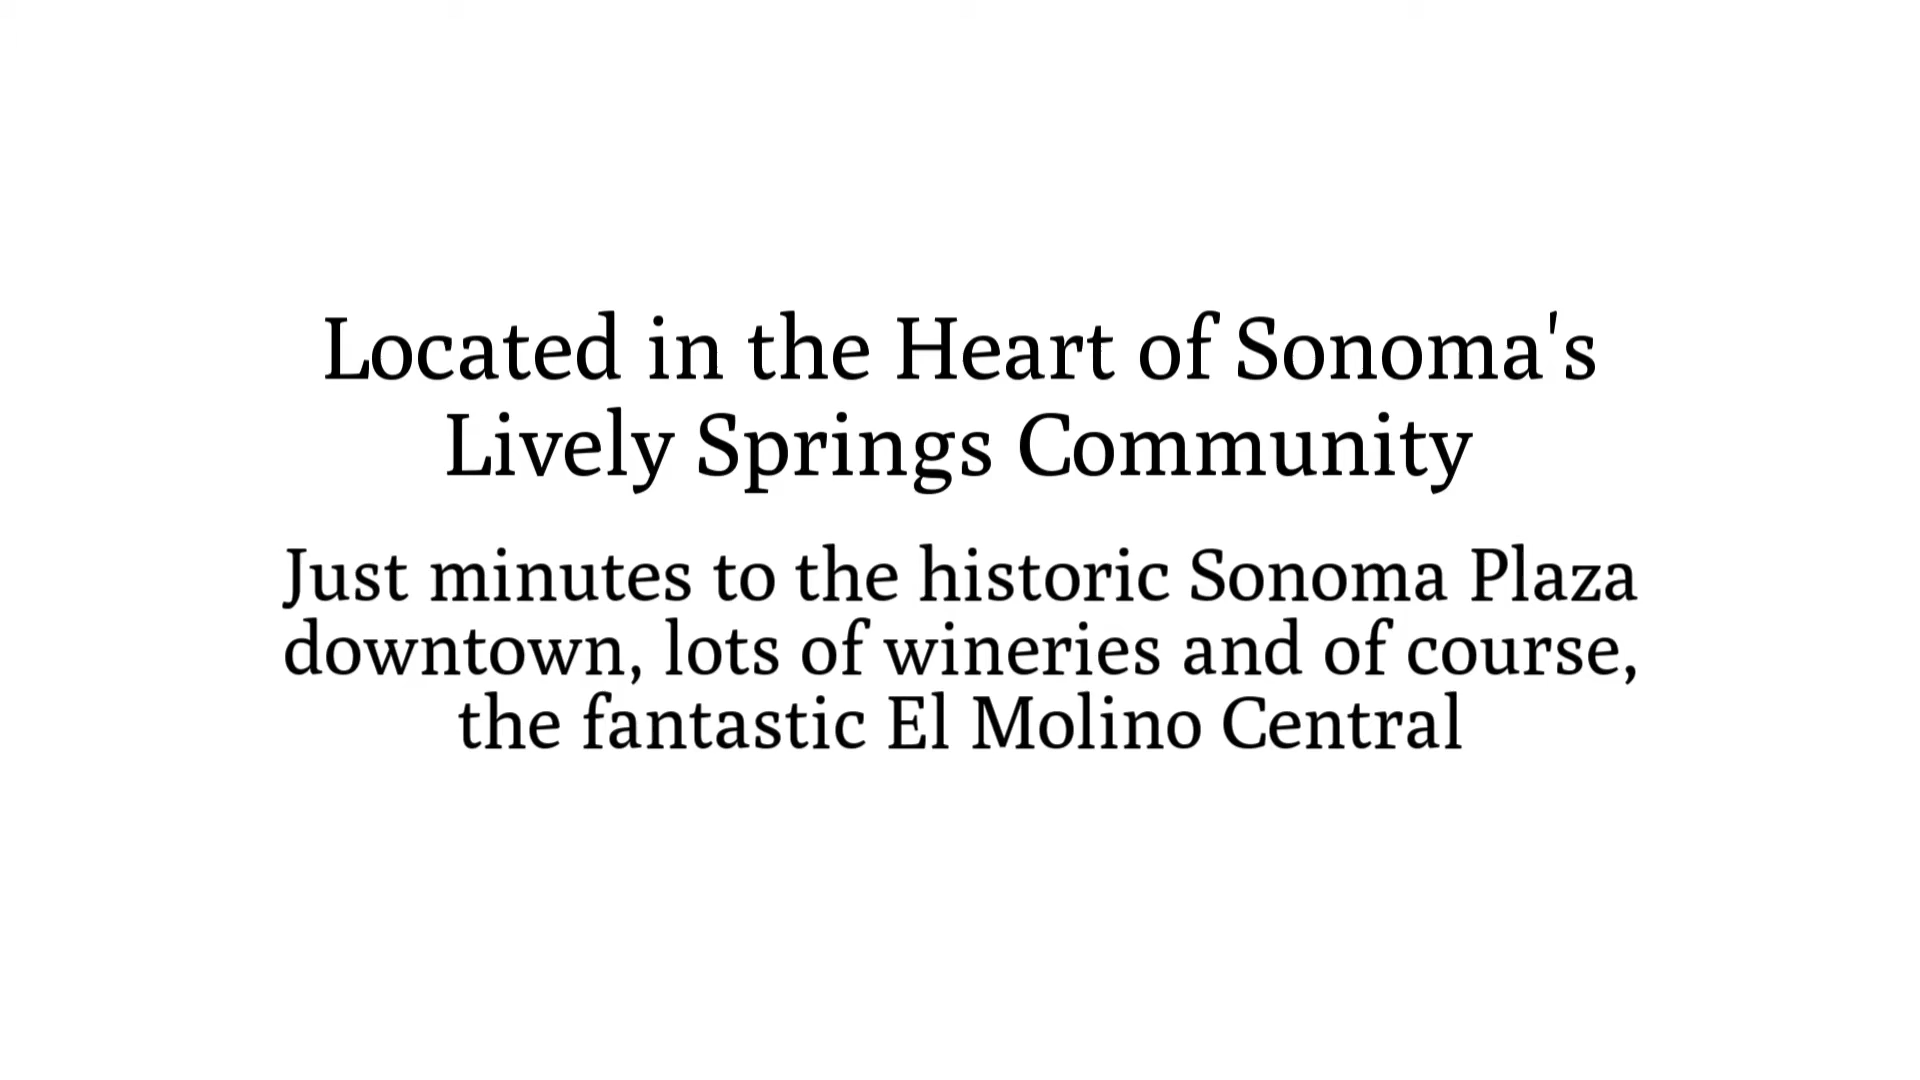 Located in the Heart of Sonoma's
Lively Springs Community
Just minutes to the historic Sonoma Plaza
downtown, lots of wineries and of course,
the fantastic El Molino Central